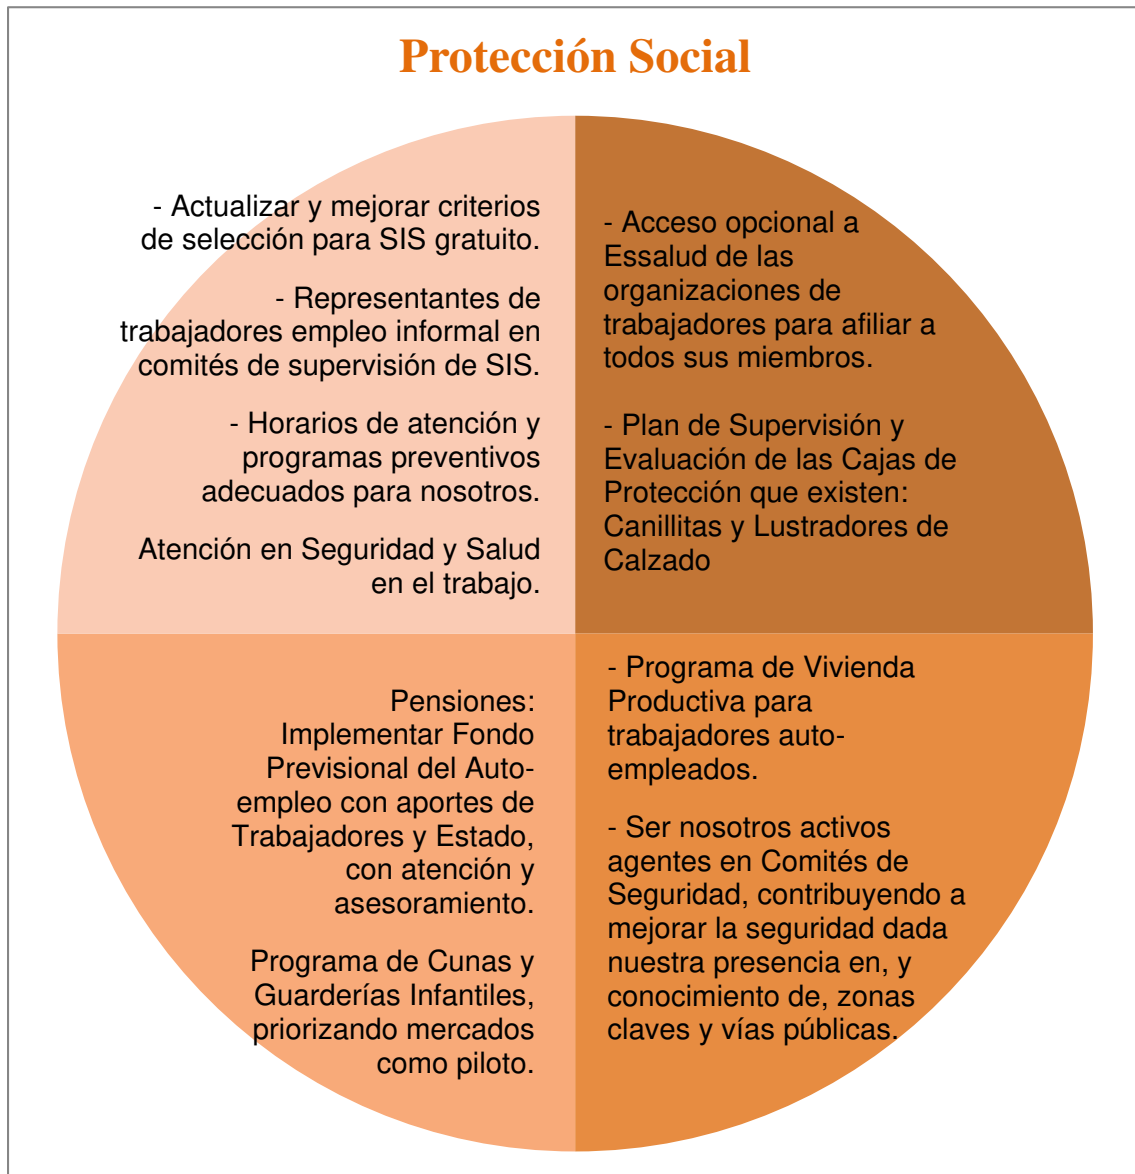 Protección Social
- Actualizar y mejorar criterios
de selección para SIS gratuito.
- Representantes de
trabajadores empleo informal en
comités de supervisión de SIS.
- Horarios de atención y
programas preventivos
adecuados para nosotros.
Atención en Seguridad y Salud
en el trabajo.
- Acceso opcional a
Essalud de las
organizaciones de
trabajadores para afiliar a
todos sus miembros.
- Plan de Supervisión y
Evaluación de las Cajas de
Protección que existen:
Canillitas y Lustradores de
Calzado
Pensiones:
Implementar Fondo
Previsional del Auto-
empleo con aportes de
Trabajadores y Estado,
con atención y
asesoramiento.
Programa de Cunas y
Guarderías Infantiles,
priorizando mercados
como piloto.
- Programa de Vivienda
Productiva para
trabajadores auto-
empleados.
- Ser nosotros activos
agentes en Comités de
Seguridad, contribuyendo a
mejorar la seguridad dada
nuestra presencia en, y
conocimiento de, zonas
claves y vías públicas.